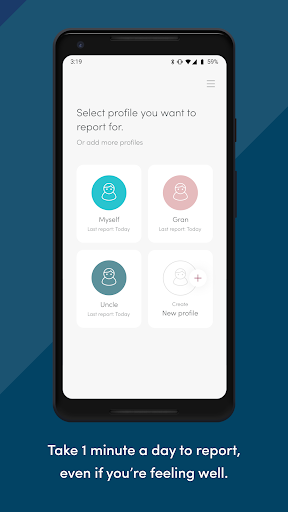 3:19
59%
Select profile you want to
report for.
Or add more profiles
Myself
Last report: Today
Gran
Last report: Today
Uncle
Last report: Today
Create
New profile
Take 1 minute a day to report,
even if you're feeling well.